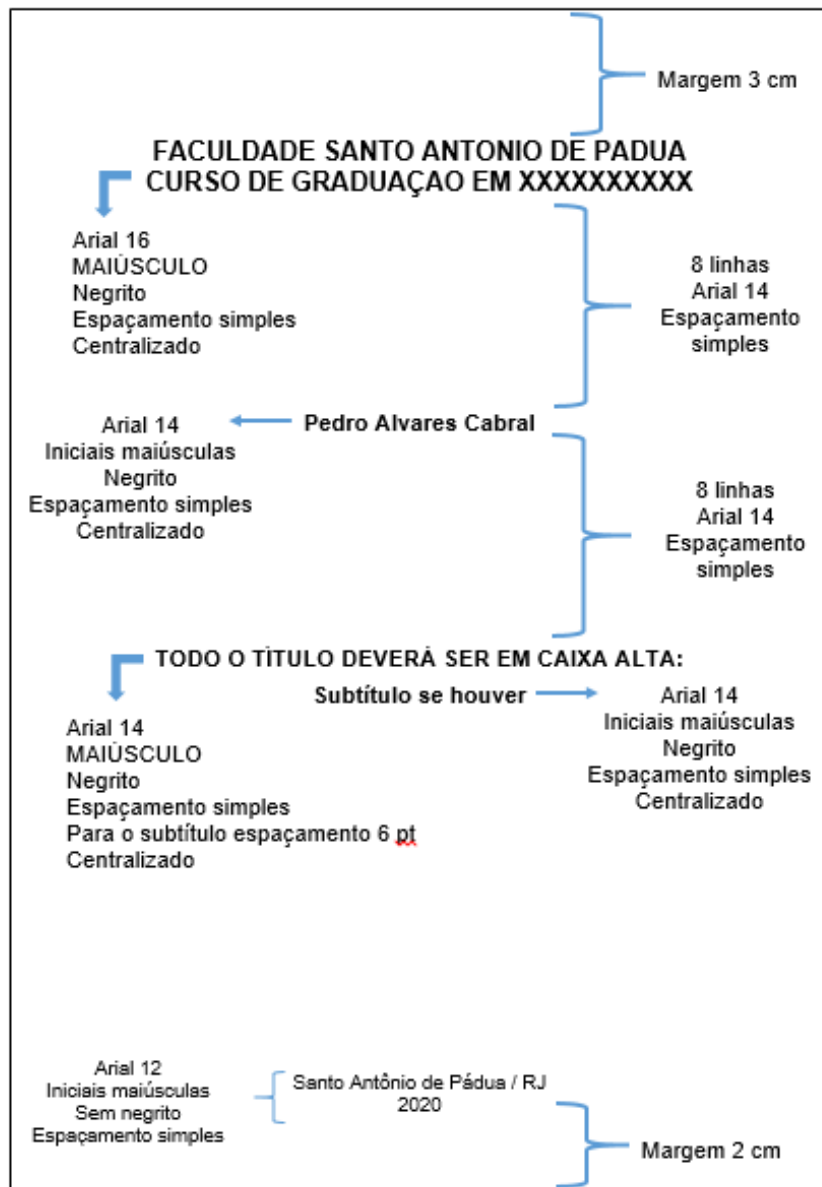 Margem 3 cm
FACULDADE SANTO ANTONIO DE PADUA
CURSO DE GRADUAÇAO EM XXXXXXXXXX
Arial 16
MAIÚSCULO
Negrito
Espaçamento simples
Centralizado
8 linhas
Arial 14
Espaçamento
simples
Arial 14
Iniciais maiúsculas
Negrito
Espaçamento simples
Centralizado
Pedro Alvares Cabral
8 linhas
Arial 14
Espaçamento
simples
TODO O TÍTULO DEVERÁ SER EM CAIXA ALTA:
Subtítulo se houver
Arial 14
MAIÚSCULO
Negrito
Espaçamento simples
Para o subtítulo espaçamento 6 pt
Centralizado
Arial 14
Iniciais maiúsculas
Negrito
Espaçamento simples
Centralizado
Arial 12
Iniciais maiúsculas
Sem negrito
Espaçamento simples
Santo Antônio de Pádua / RJ
2020
Margem 2 cm